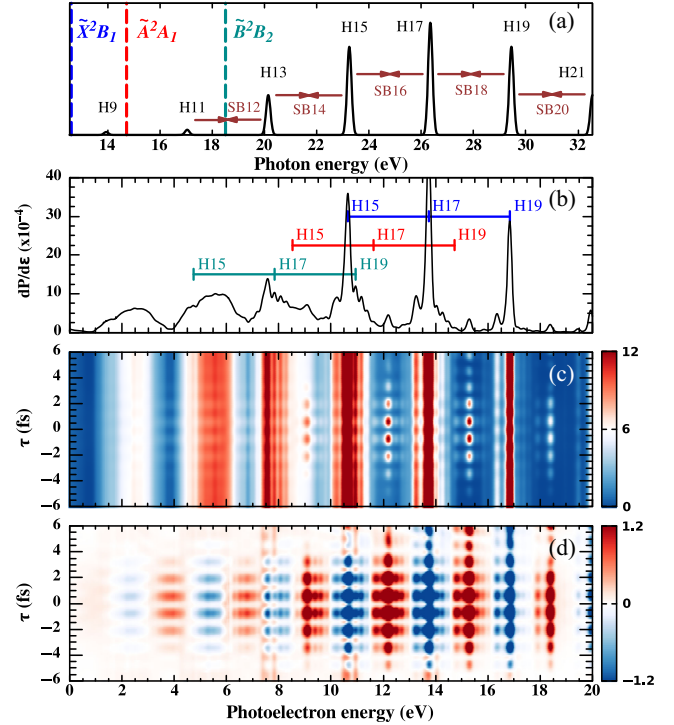 (a)
X̃²B₁ Ã²A₁ B̃²B₂
H9 H11 H13 H15 H17 H19 H21
SB12 SB14 SB16 SB18 SB20
14 16 18 20 22 24 26 28 30 32
Photon energy (eV)
(b)
dP/dε (x10⁻⁴)
40
30
20
10
0
H15 H17 H19
H15 H17 H19
H15 H17 H19
(c)
τ (fs)
6
4
2
0
−2
−4
−6
12
6
0
(d)
τ (fs)
6
4
2
0
−2
−4
−6
1.2
0
−1.2
0 2 4 6 8 10 12 14 16 18 20
Photoelectron energy (eV)